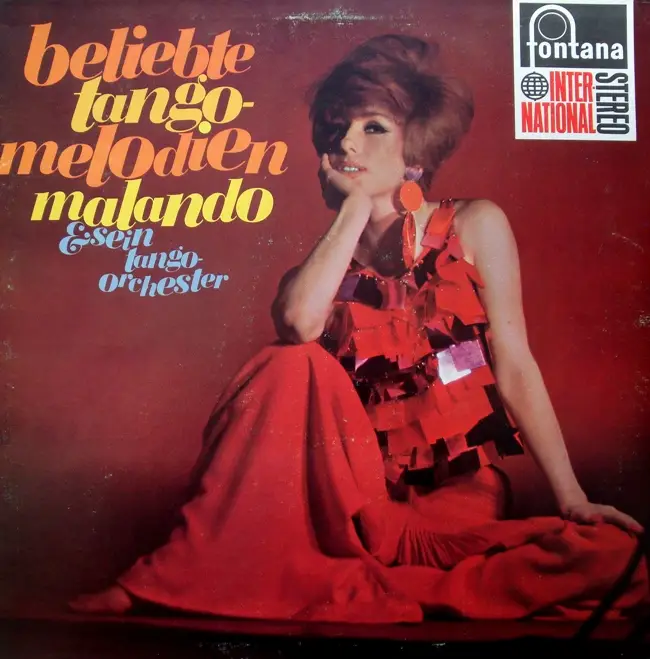 beliebte
tango-
melodien
malando
& sein
tango-
orchester
fontana
INTER-
NATIONAL
STEREO